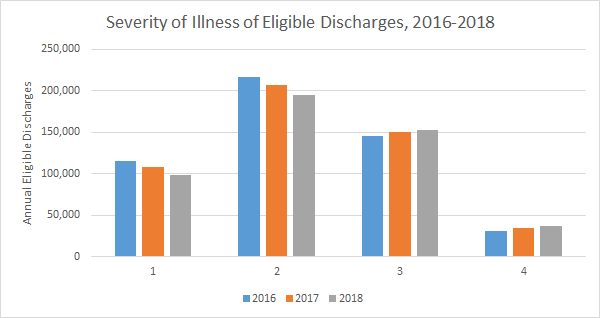 Severity of Illness of Eligible Discharges, 2016-2018
Annual Eligible Discharges
250,000
200,000
150,000
100,000
50,000
0
1 2 3 4
2016 2017 2018